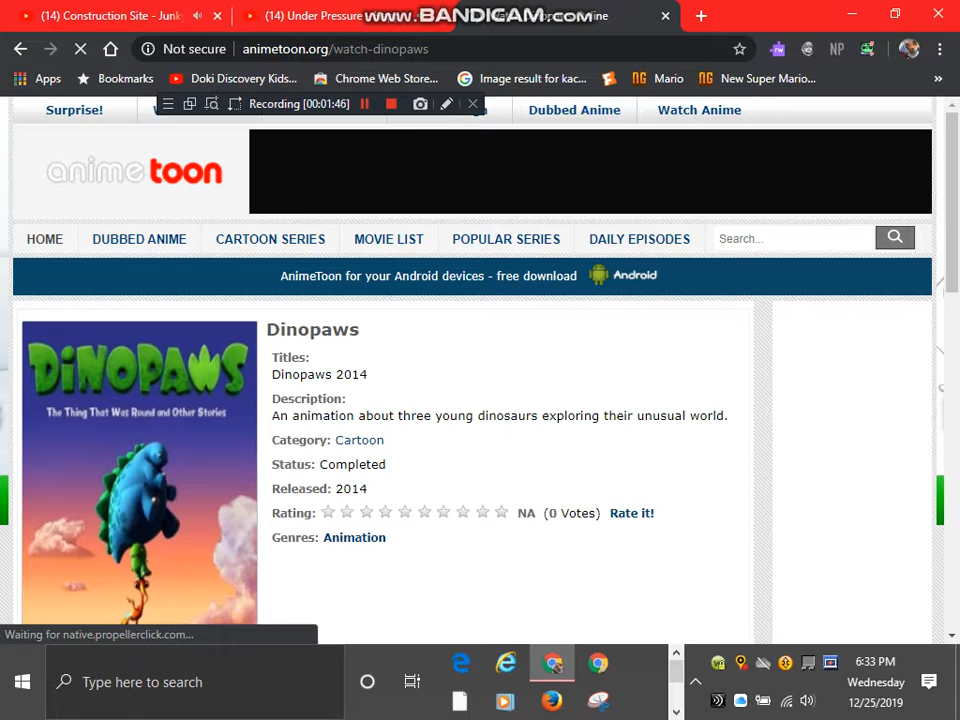 (14) Construction Site - Junk
(14) Under Pressure
www.BANDICAM.com
Not secure
animetoon.org/watch-dinopaws
Apps
Bookmarks
Doki Discovery Kids...
Chrome Web Store...
Image result for kac...
Mario
New Super Mario...
»
Surprise!
Recording [00:01:46]
Dubbed Anime
Watch Anime
anime toon
HOME
DUBBED ANIME
CARTOON SERIES
MOVIE LIST
POPULAR SERIES
DAILY EPISODES
Search...
AnimeToon for your Android devices - free download
Android
DINOPAWS
The Thing That Was Round and Other Stories
Dinopaws
Titles:
Dinopaws 2014
Description:
An animation about three young dinosaurs exploring their unusual world.
Category: Cartoon
Status: Completed
Released: 2014
Rating: NA (0 Votes) Rate it!
Genres: Animation
Waiting for native.propellerclick.com...
Type here to search
6:33 PM
Wednesday
12/25/2019